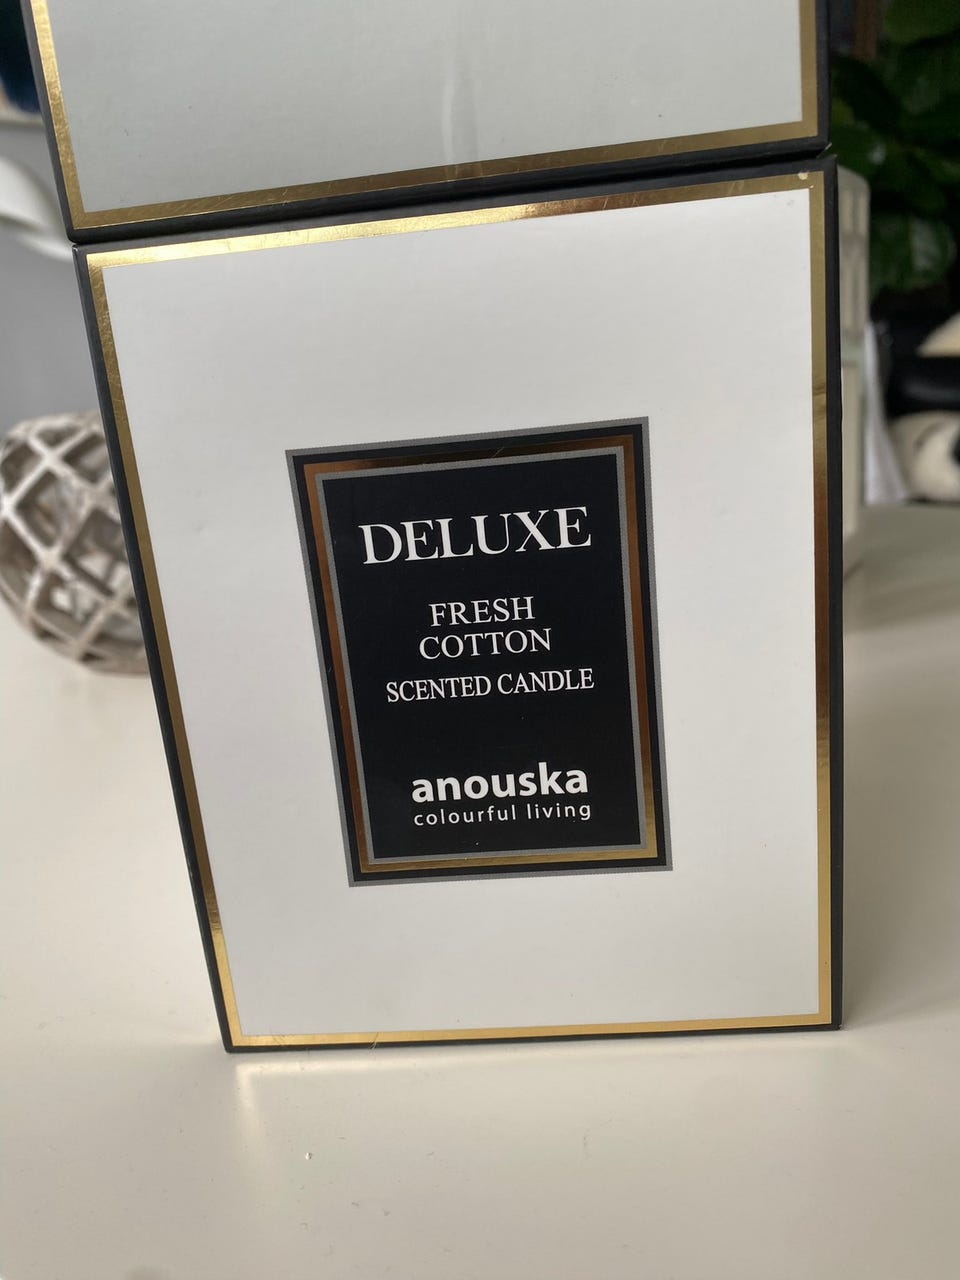 DELUXE
FRESH
COTTON
SCENTED CANDLE
anouska
colourful living